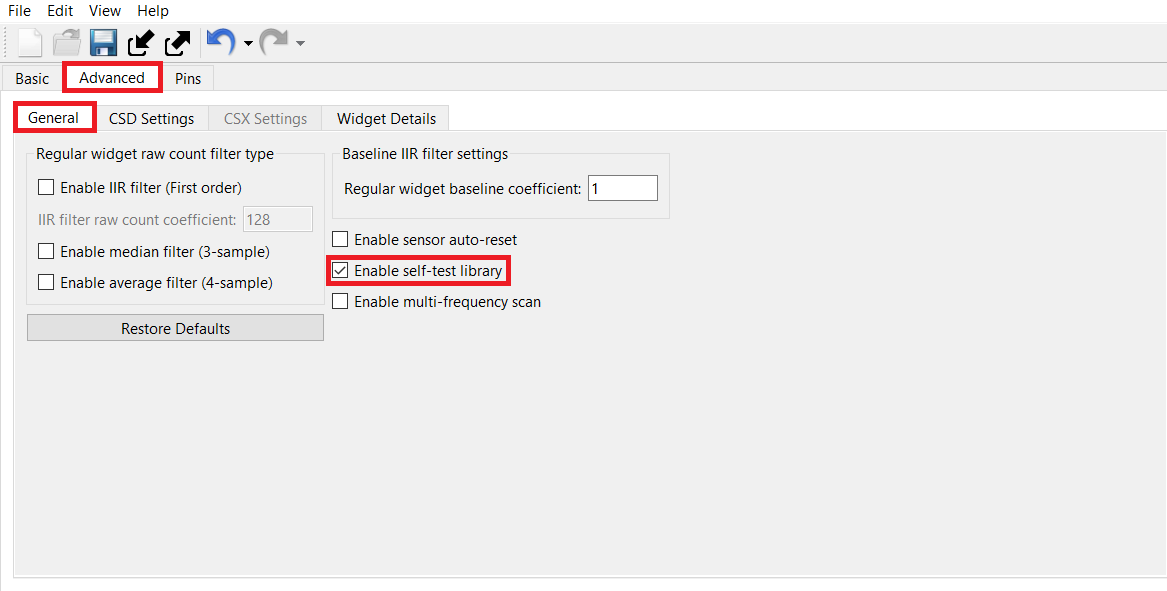 File Edit View Help
Basic Advanced Pins
General CSD Settings CSX Settings Widget Details
Regular widget raw count filter type
Enable IIR filter (First order)
IIR filter raw count coefficient: 128
Enable median filter (3-sample)
Enable average filter (4-sample)
Restore Defaults
Baseline IIR filter settings
Regular widget baseline coefficient: 1
Enable sensor auto-reset
Enable self-test library
Enable multi-frequency scan